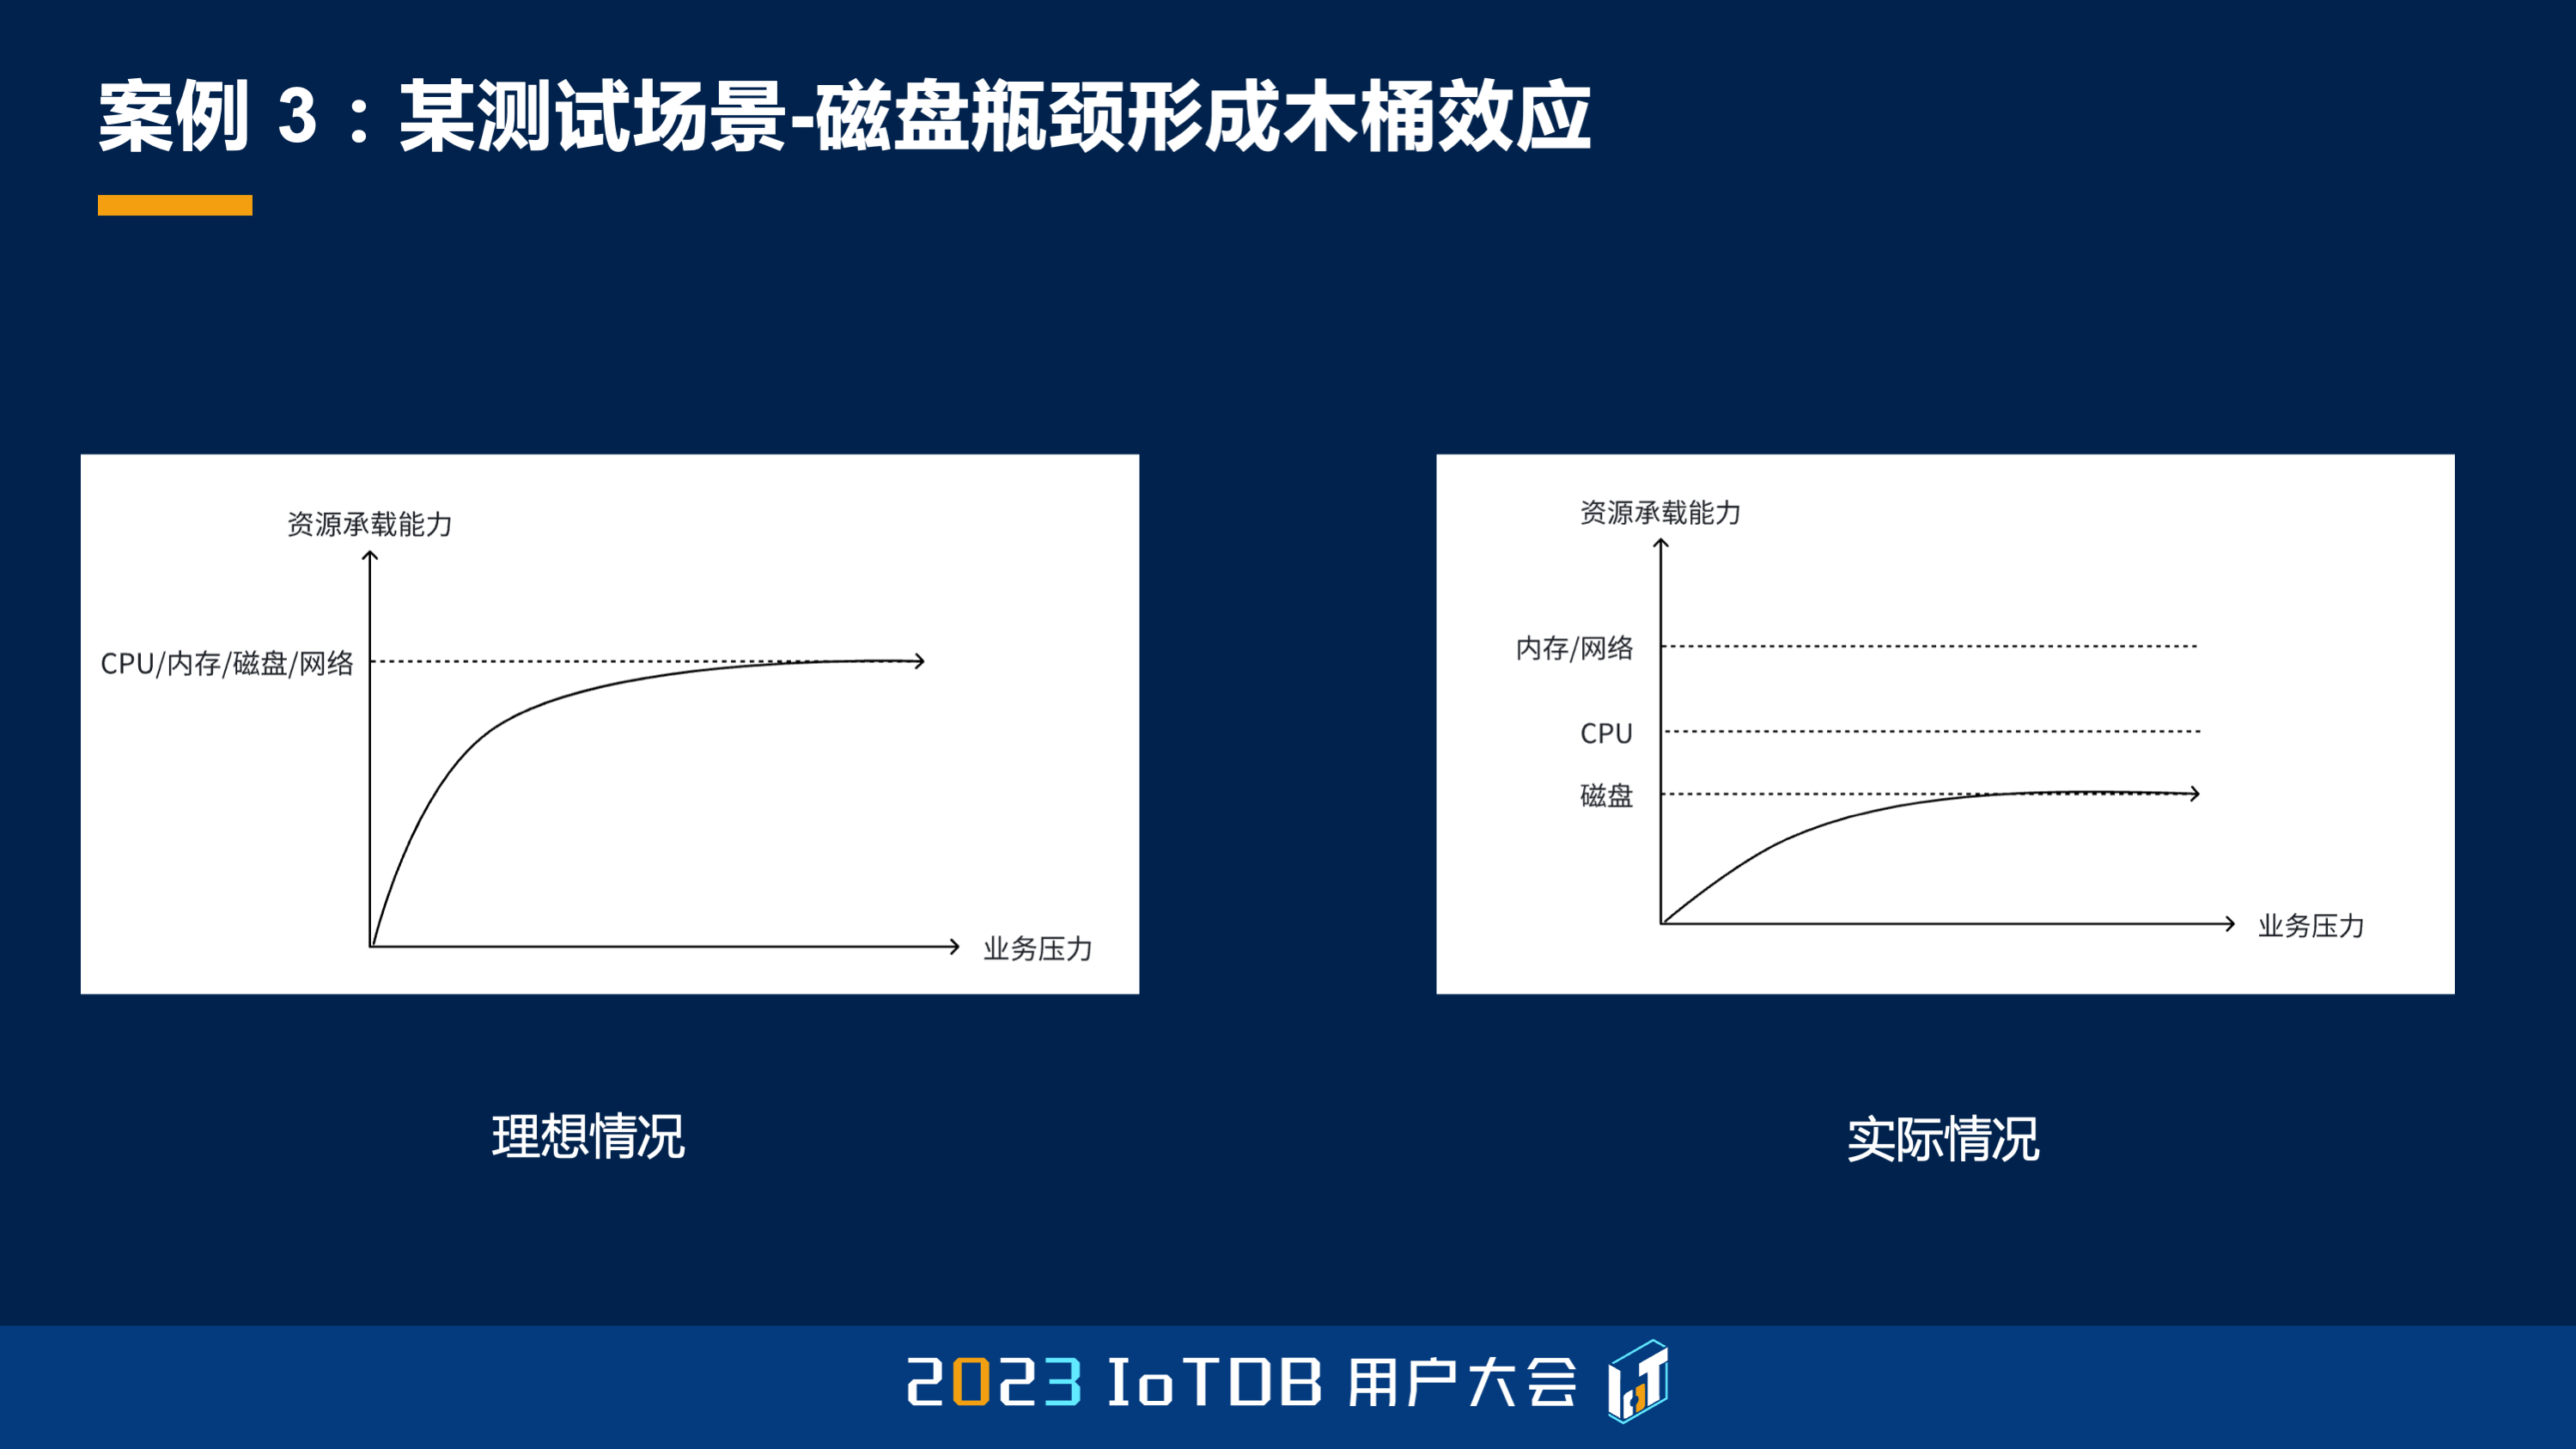 案例 3：某测试场景-磁盘瓶颈形成木桶效应
资源承载能力
CPU/内存/磁盘/网络
业务压力
理想情况
资源承载能力
内存/网络
CPU
磁盘
业务压力
实际情况
2023 IoTDB 用户大会